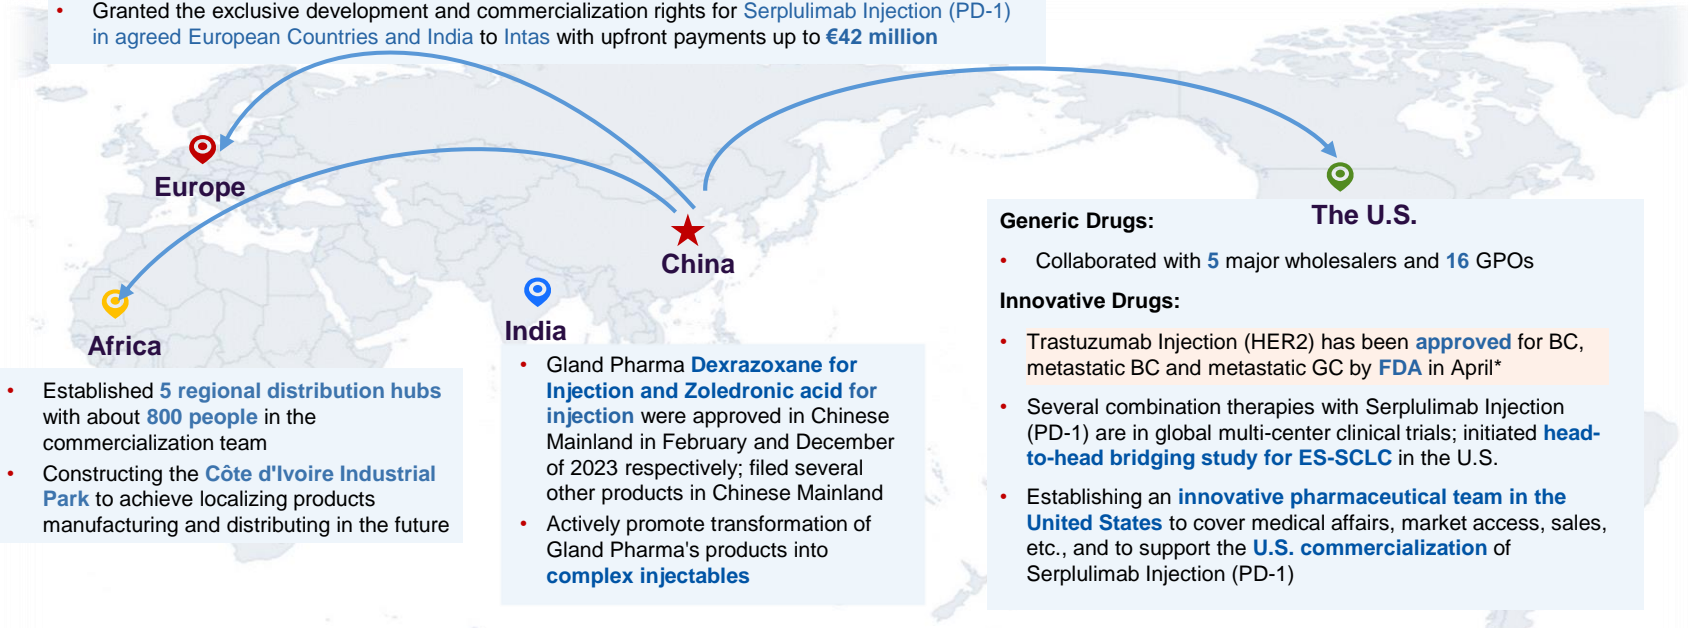 • Granted the exclusive development and commercialization rights for Serplulimab Injection (PD-1)
in agreed European Countries and India to Intas with upfront payments up to €42 million
Europe
Africa
• Established 5 regional distribution hubs
with about 800 people in the
commercialization team
• Constructing the Côte d'Ivoire Industrial
Park to achieve localizing products
manufacturing and distributing in the future
China
India
• Gland Pharma Dexrazoxane for
Injection and Zoledronic acid for
injection were approved in Chinese
Mainland in February and December
of 2023 respectively; filed several
other products in Chinese Mainland
• Actively promote transformation of
Gland Pharma's products into
complex injectables
The U.S.
Generic Drugs:
• Collaborated with 5 major wholesalers and 16 GPOs
Innovative Drugs:
• Trastuzumab Injection (HER2) has been approved for BC,
metastatic BC and metastatic GC by FDA in April*
• Several combination therapies with Serplulimab Injection
(PD-1) are in global multi-center clinical trials; initiated head-
to-head bridging study for ES-SCLC in the U.S.
• Establishing an innovative pharmaceutical team in the
United States to cover medical affairs, market access, sales,
etc., and to support the U.S. commercialization of
Serplulimab Injection (PD-1)